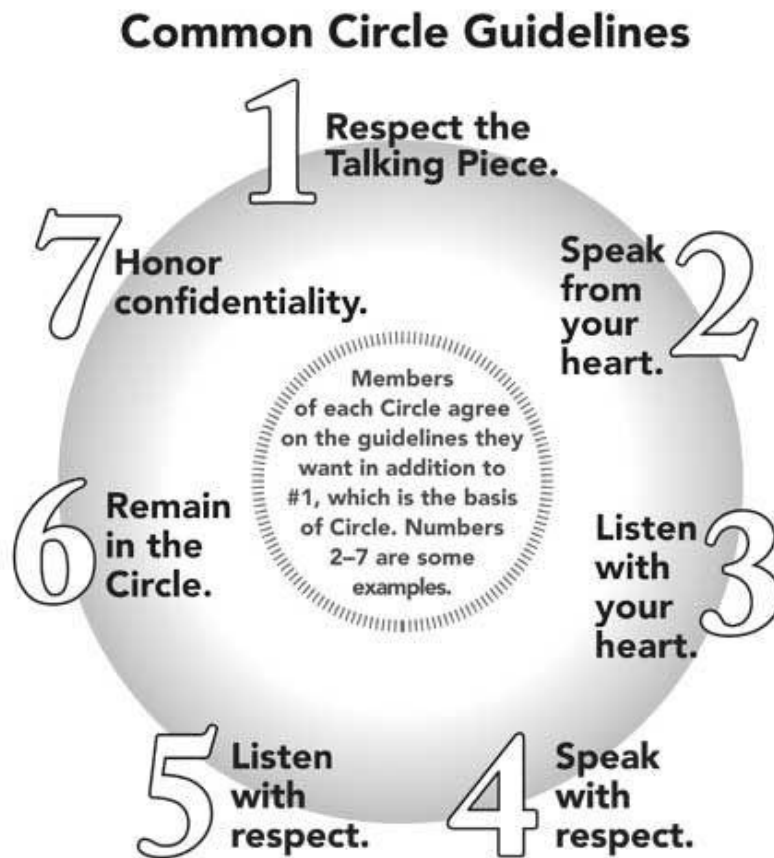 Common Circle Guidelines
1
Respect the
Talking Piece.
2
Speak
from
your
heart.
3
Listen
with
your
heart.
4
Speak
with
respect.
5
Listen
with
respect.
6
Remain
in the
Circle.
7
Honor
confidentiality.
Members
of each Circle agree
on the guidelines they
want in addition to
#1, which is the basis
of Circle. Numbers
2–7 are some
examples.